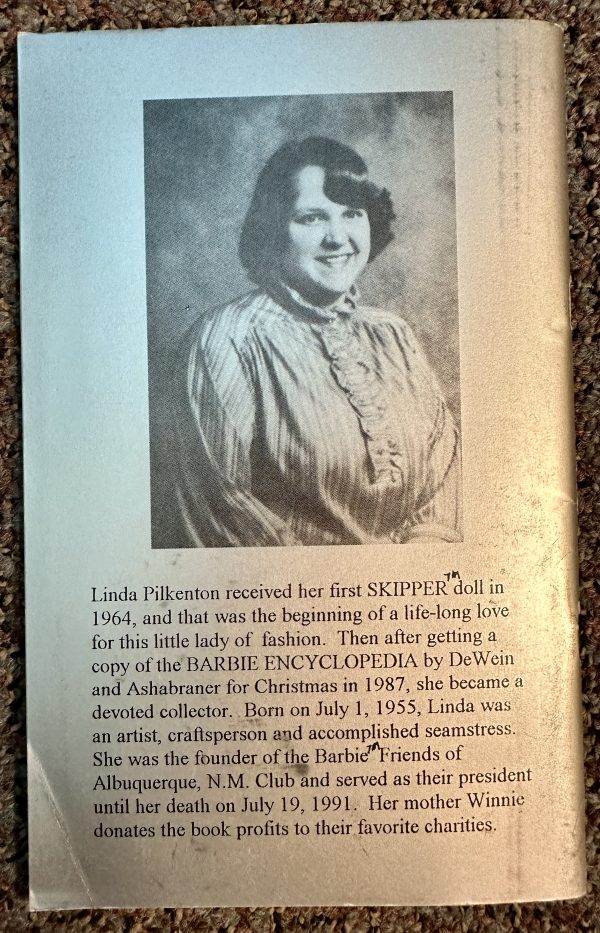 Linda Pilkenton received her first SKIPPER™ doll in
1964, and that was the beginning of a life-long love
for this little lady of fashion. Then after getting a
copy of the BARBIE ENCYCLOPEDIA by DeWein
and Ashabraner for Christmas in 1987, she became a
devoted collector. Born on July 1, 1955, Linda was
an artist, craftsperson and accomplished seamstress.
She was the founder of the Barbie™ Friends of
Albuquerque, N.M. Club and served as their president
until her death on July 19, 1991. Her mother Winnie
donates the book profits to their favorite charities.